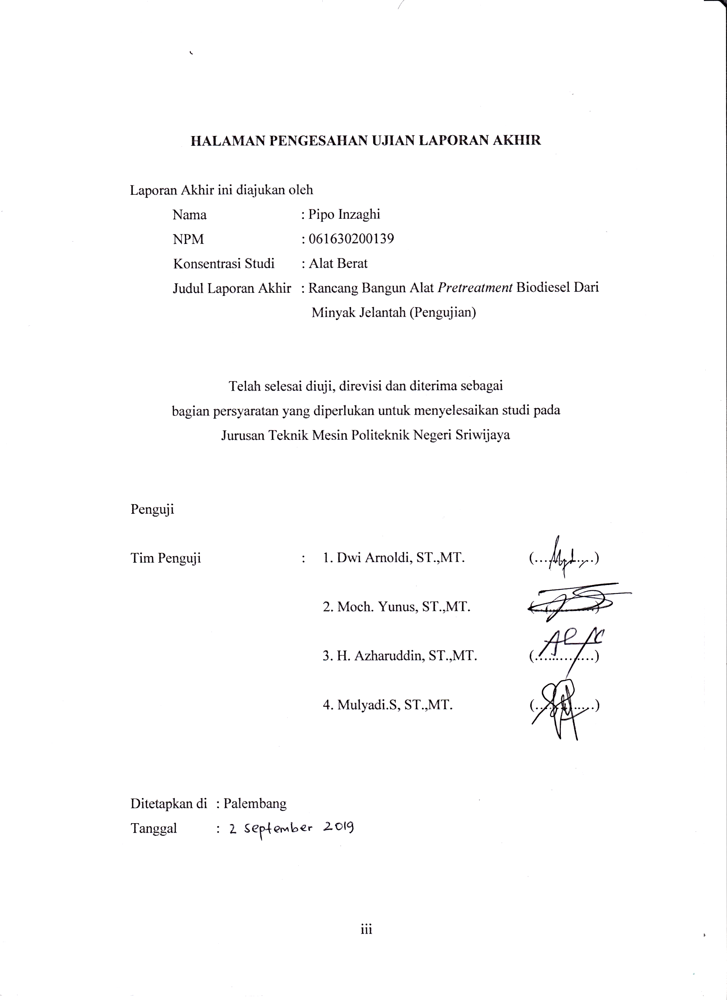 HALAMAN PENGESAHAN UJIAN LAPORAN AKHIR
Laporan Akhir ini diajukan oleh
Nama : Pipo Inzaghi
NPM : 061630200139
Konsentrasi Studi : Alat Berat
Judul Laporan Akhir : Rancang Bangun Alat Pretreatment Biodiesel Dari
Minyak Jelantah (Pengujian)
Telah selesai diuji, direvisi dan diterima sebagai
bagian persyaratan yang diperlukan untuk menyelesaikan studi pada
Jurusan Teknik Mesin Politeknik Negeri Sriwijaya
Penguji
Tim Penguji : 1. Dwi Arnoldi, ST.,MT. (..............)
2. Moch. Yunus, ST.,MT. (..............)
3. H. Azharuddin, ST.,MT. (..............)
4. Mulyadi.S, ST.,MT. (..............)
Ditetapkan di : Palembang
Tanggal : 2 September 2019
iii